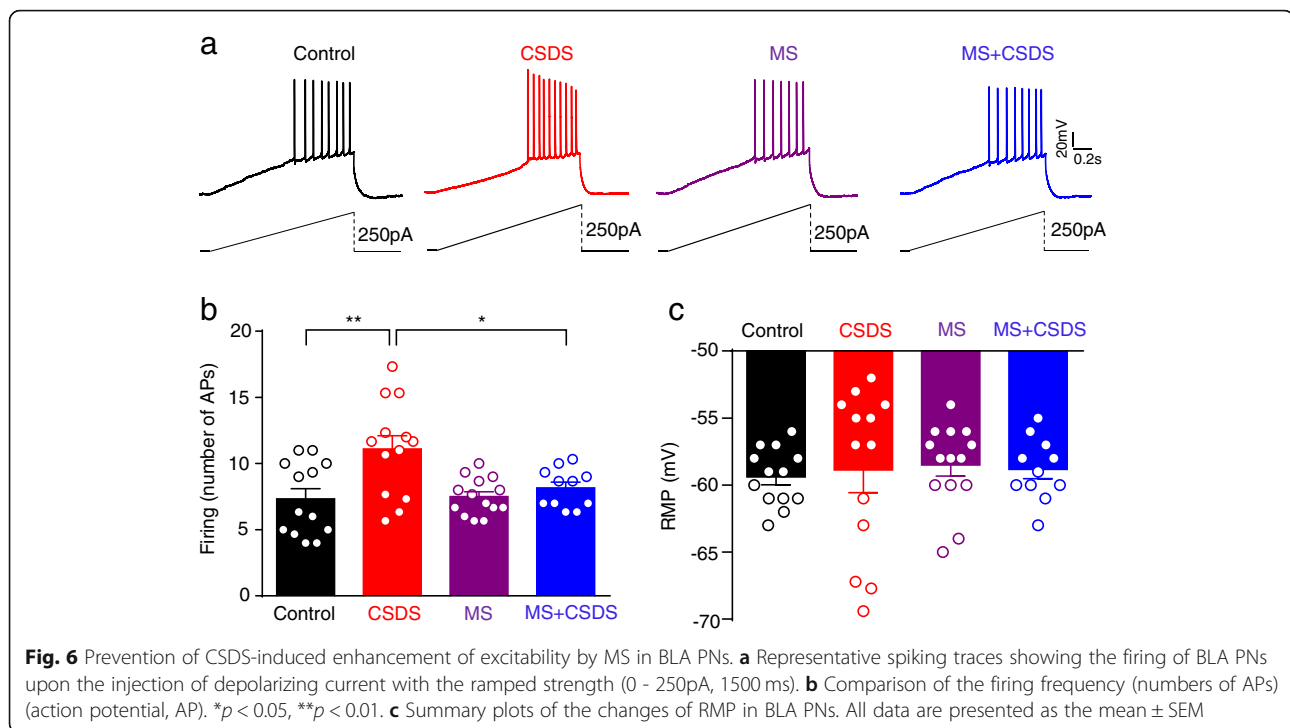 a
Control CSDS MS MS+CSDS
20mV
0.2s
250pA 250pA 250pA 250pA
b
** *
20
15
10
5
0
Firing (number of APs)
Control CSDS MS MS+CSDS
c
Control CSDS MS MS+CSDS
-50
-55
-60
-65
-70
RMP (mV)
Fig. 6 Prevention of CSDS-induced enhancement of excitability by MS in BLA PNs. a Representative spiking traces showing the firing of BLA PNs
upon the injection of depolarizing current with the ramped strength (0 - 250pA, 1500 ms). b Comparison of the firing frequency (numbers of APs)
(action potential, AP). *p < 0.05, **p < 0.01. c Summary plots of the changes of RMP in BLA PNs. All data are presented as the mean ± SEM